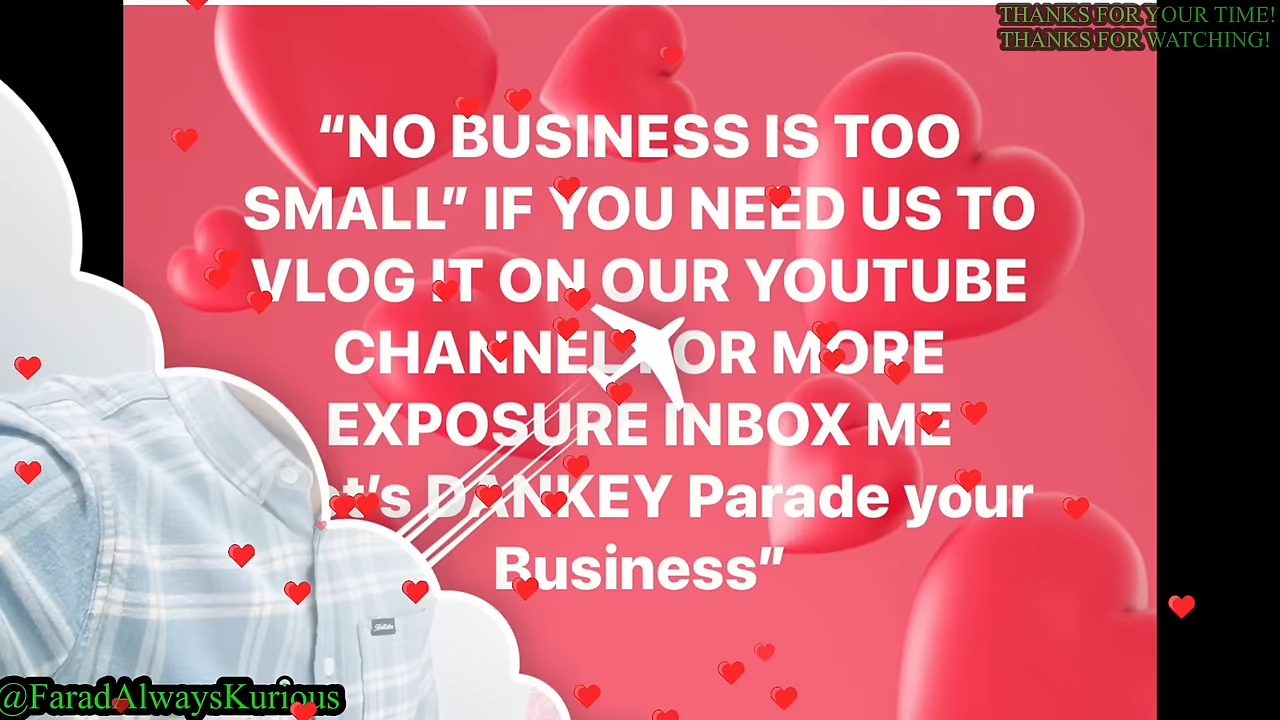 THANKS FOR YOUR TIME!
THANKS FOR WATCHING!
“NO BUSINESS IS TOO
SMALL” IF YOU NEED US TO
VLOG IT ON OUR YOUTUBE
CHANNEL FOR MORE
EXPOSURE INBOX ME
DANKEY Parade your
Business”
@FaradAlwaysKurious